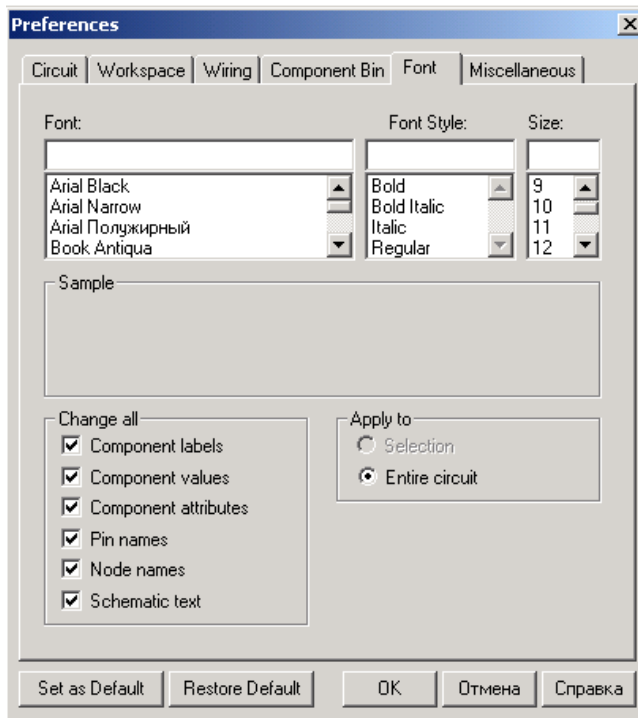 Preferences
Circuit Workspace Wiring Component Bin Font Miscellaneous
Font: Font Style: Size:
Arial Black Bold 9
Arial Narrow Bold Italic 10
Arial Полужирный Italic 11
Book Antiqua Regular 12
Sample
Change all Apply to
Component labels Selection
Component values Entire circuit
Component attributes
Pin names
Node names
Schematic text
Set as Default Restore Default OK Отмена Справка